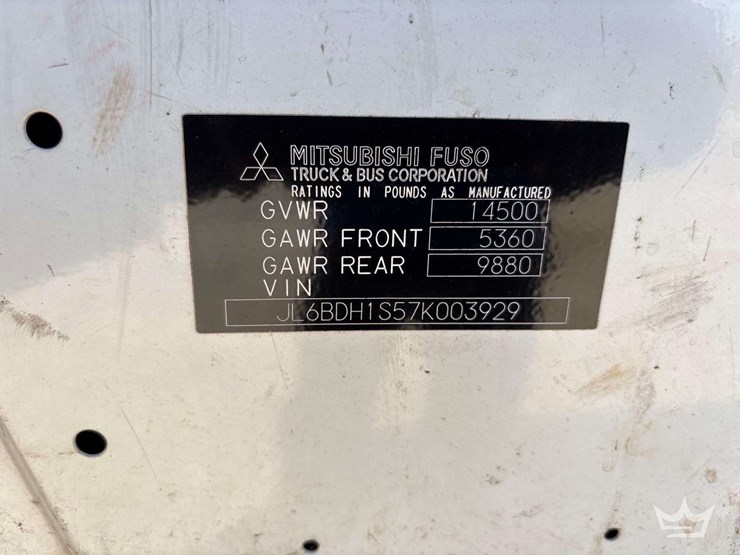 MITSUBISHI FUSO
TRUCK & BUS CORPORATION
RATINGS IN POUNDS AS MANUFACTURED
GVWR 14500
GAWR FRONT 5360
GAWR REAR 9880
VIN
JL6BDH1S57K003929